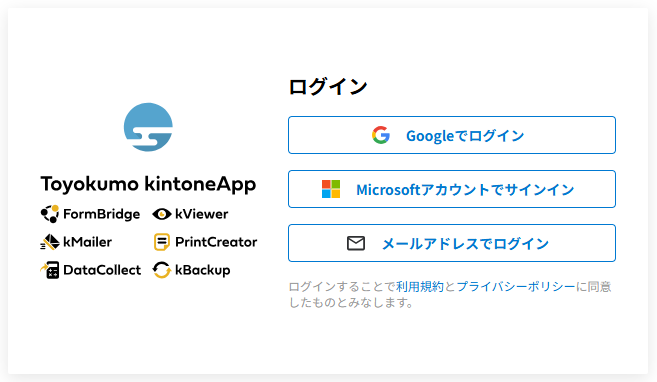 Toyokumo kintoneApp
FormBridge
kViewer
kMailer
PrintCreator
DataCollect
kBackup
ログイン
Googleでログイン
Microsoftアカウントでサインイン
メールアドレスでログイン
ログインすることで利用規約とプライバシーポリシーに同意
したものとみなします。